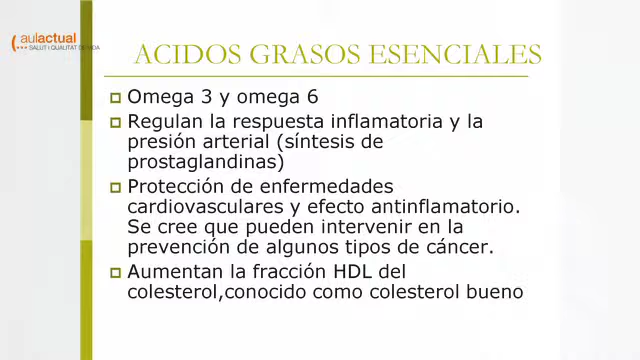 aulactual
SALUT I QUALITAT DE VIDA
ACIDOS GRASOS ESENCIALES
Omega 3 y omega 6
Regulan la respuesta inflamatoria y la
presión arterial (síntesis de
prostaglandinas)
Protección de enfermedades
cardiovasculares y efecto antinflamatorio.
Se cree que pueden intervenir en la
prevención de algunos tipos de cáncer.
Aumentan la fracción HDL del
colesterol,conocido como colesterol bueno